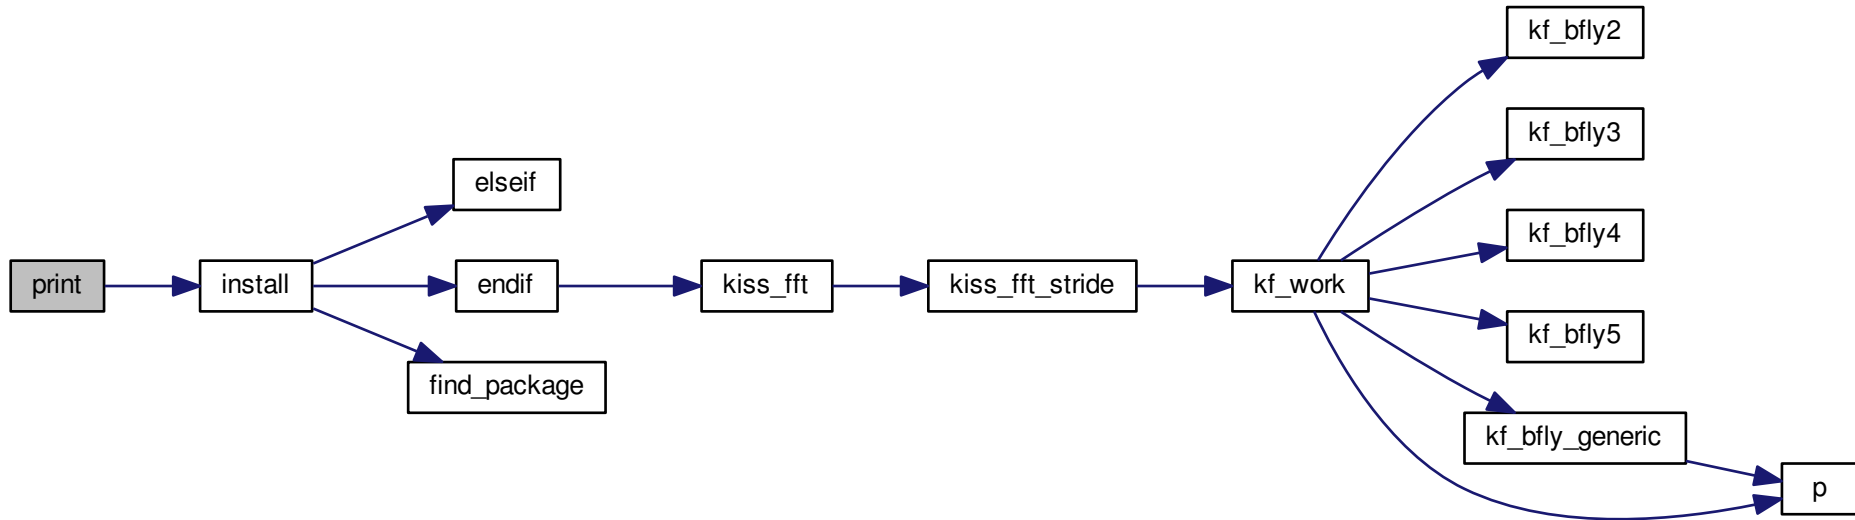 print
install
elseif
endif
find_package
kiss_fft
kiss_fft_stride
kf_work
kf_bfly2
kf_bfly3
kf_bfly4
kf_bfly5
kf_bfly_generic
p